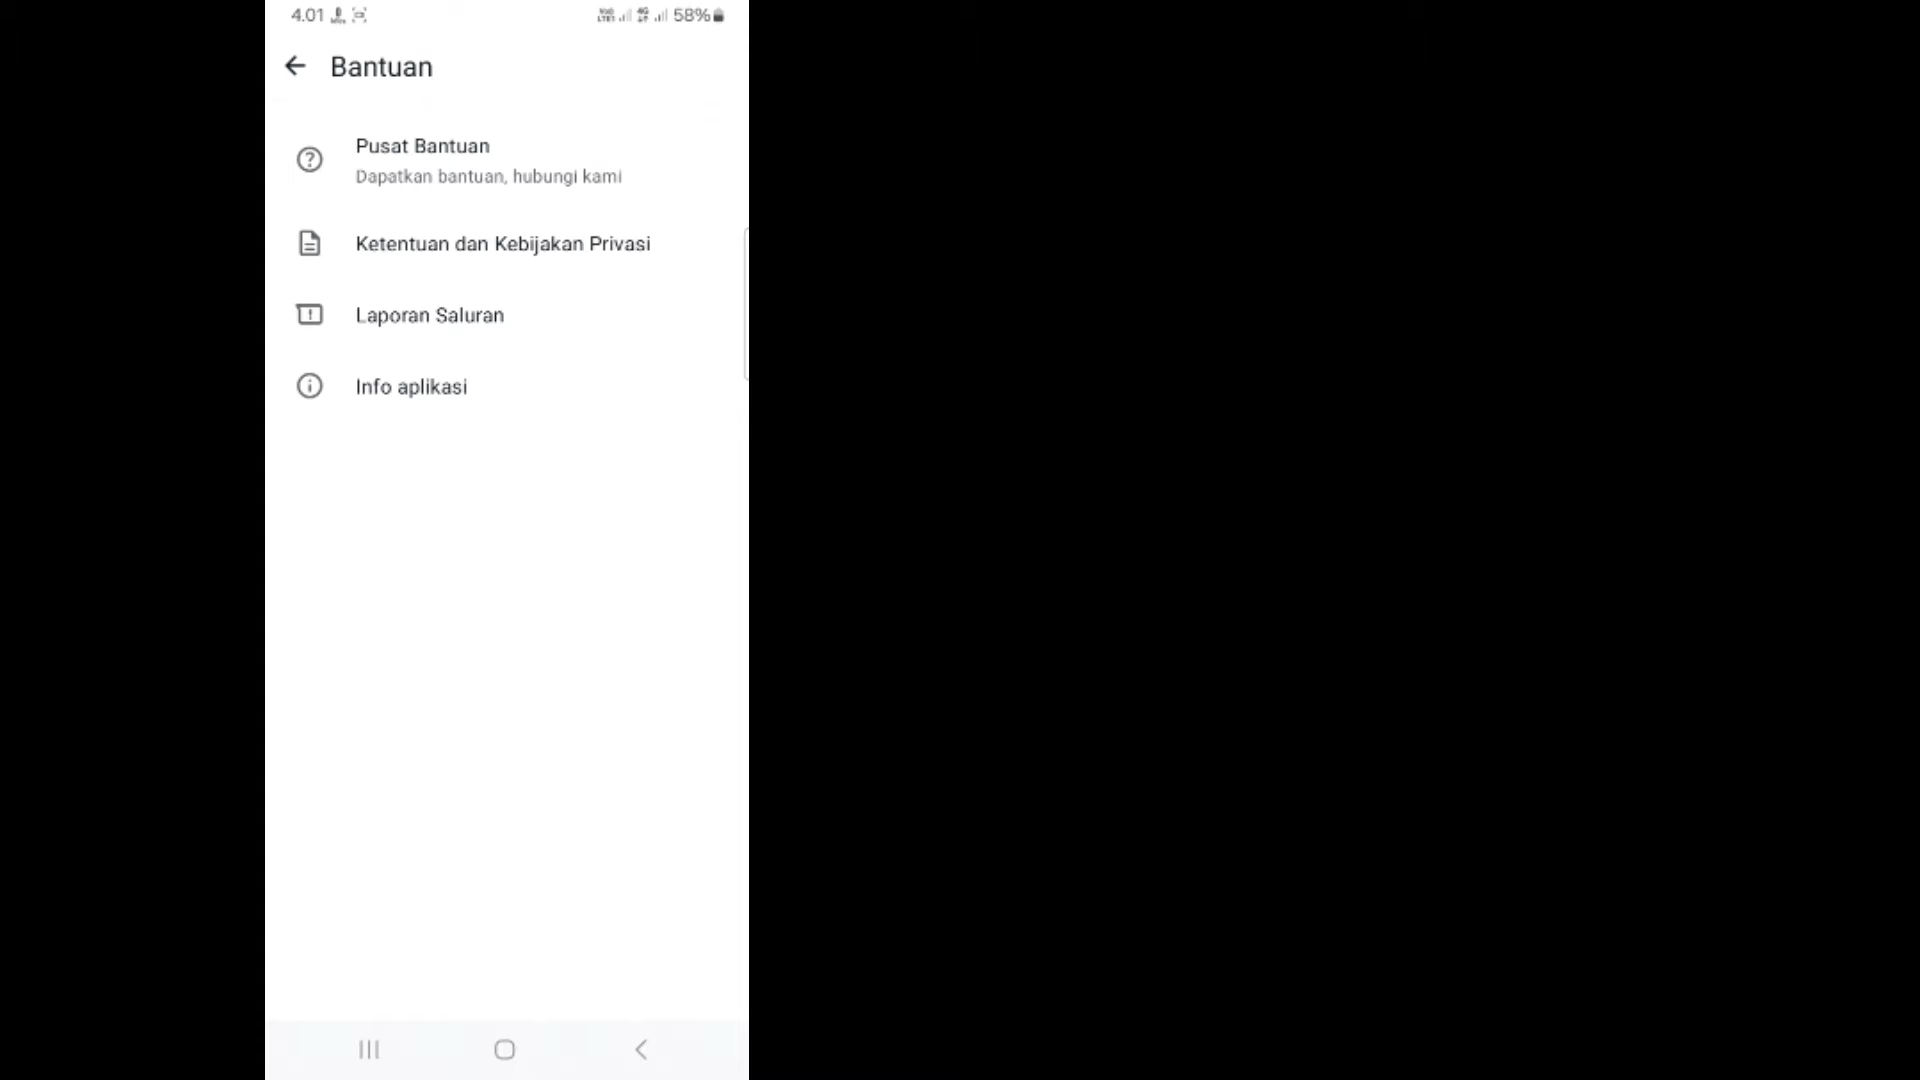 4.01 58%
Bantuan
Pusat Bantuan
Dapatkan bantuan, hubungi kami
Ketentuan dan Kebijakan Privasi
Laporan Saluran
Info aplikasi